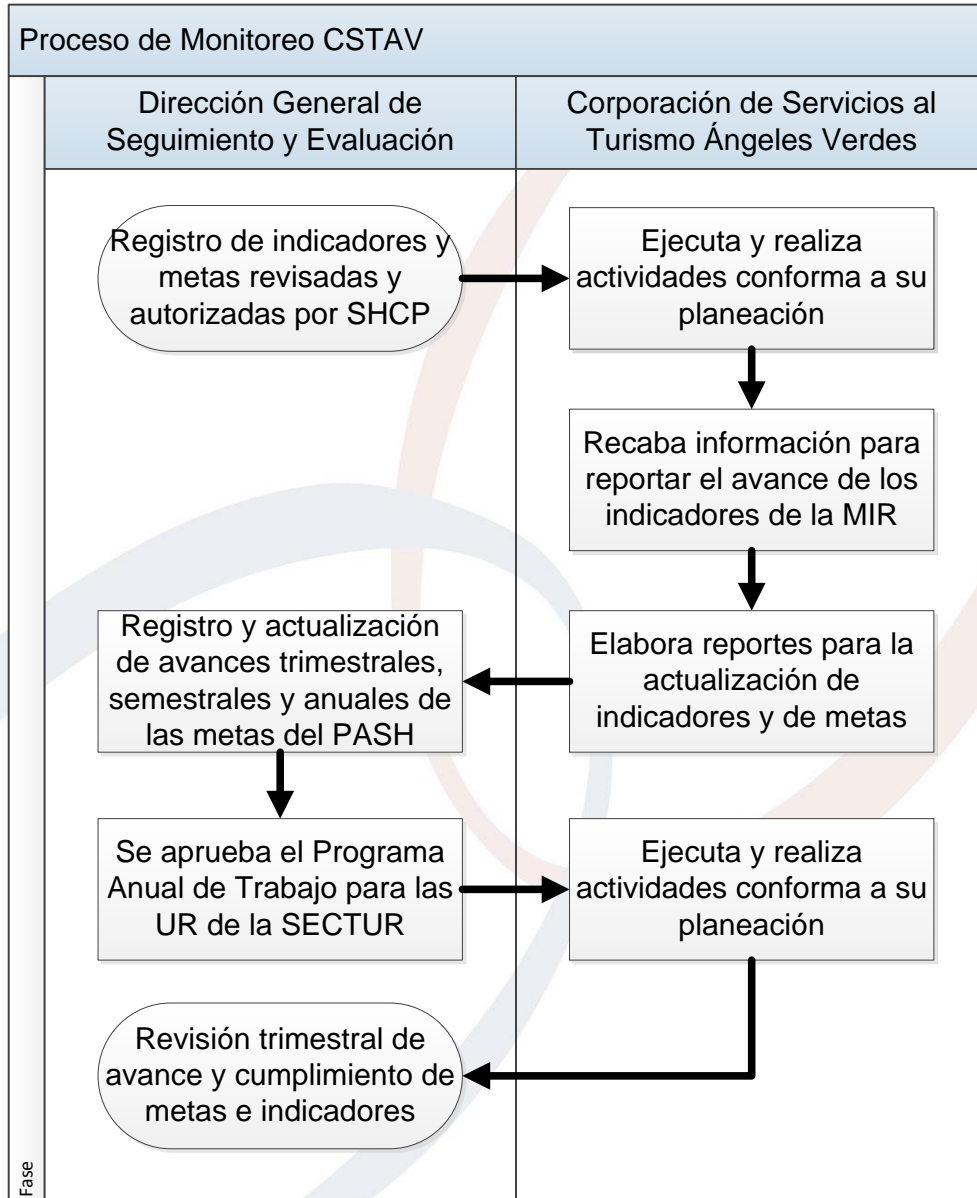 Proceso de Monitoreo CSTAV
Dirección General de
Seguimiento y Evaluación
Corporación de Servicios al
Turismo Ángeles Verdes
Registro de indicadores y
metas revisadas y
autorizadas por SHCP
Ejecuta y realiza
actividades conforma a su
planeación
Recaba información para
reportar el avance de los
indicadores de la MIR
Elabora reportes para la
actualización de
indicadores y de metas
Registro y actualización
de avances trimestrales,
semestrales y anuales de
las metas del PASH
Se aprueba el Programa
Anual de Trabajo para las
UR de la SECTUR
Ejecuta y realiza
actividades conforma a su
planeación
Revisión trimestral de
avance y cumplimiento de
metas e indicadores
Fase